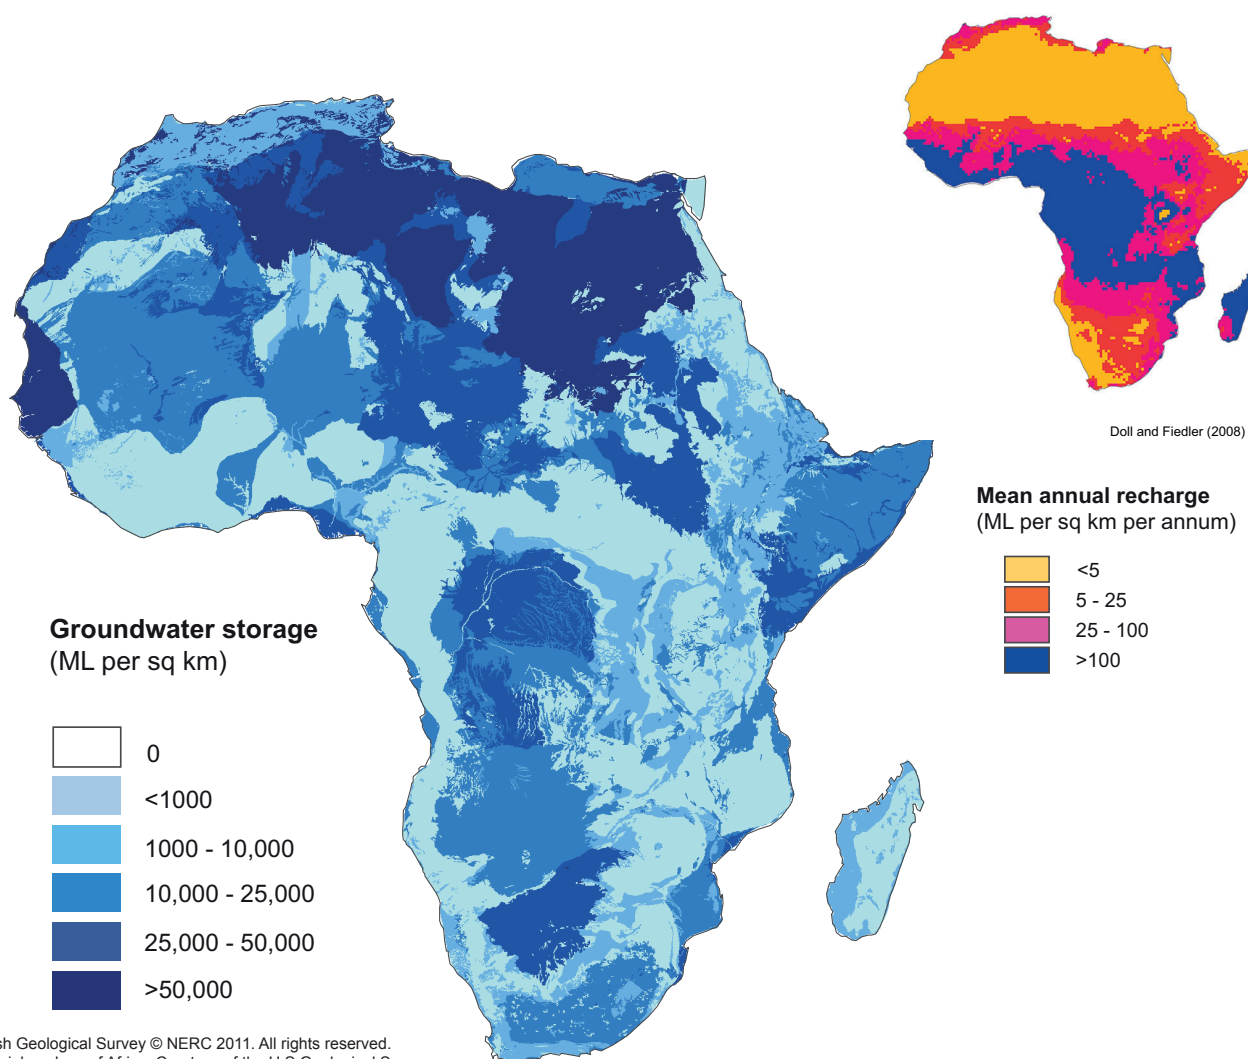 Doll and Fiedler (2008)
Mean annual recharge
(ML per sq km per annum)
<5
5 - 25
25 - 100
>100
Groundwater storage
(ML per sq km)
0
<1000
1000 - 10,000
10,000 - 25,000
25,000 - 50,000
>50,000
sh Geological Survey © NERC 2011. All rights reserved.